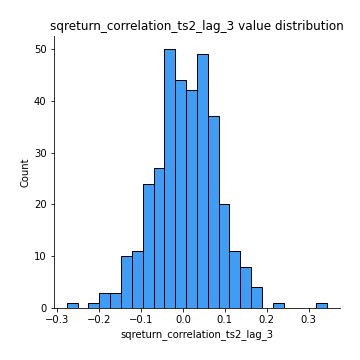 sqreturn_correlation_ts2_lag_3 value distribution
50
40
30
20
10
0
Count
−0.3 −0.2 −0.1 0.0 0.1 0.2 0.3
sqreturn_correlation_ts2_lag_3